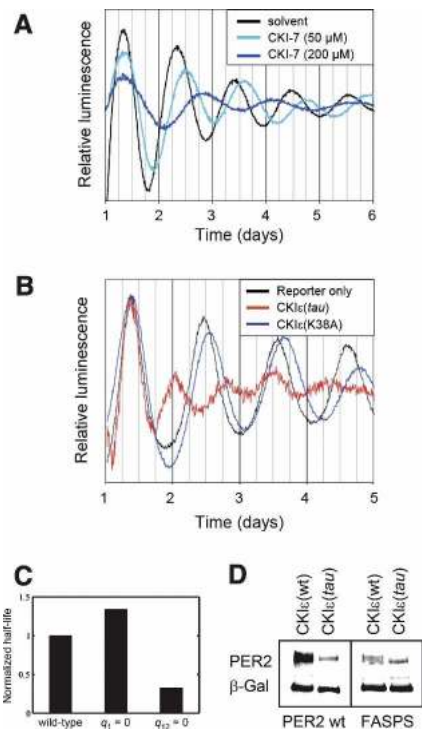 A
solvent
CKI-7 (50 µM)
CKI-7 (200 µM)
Relative luminescence
1 2 3 4 5 6
Time (days)
B
Reporter only
CKIε(tau)
CKIε(K38A)
Relative luminescence
1 2 3 4 5
Time (days)
C
Normalized half-life
1.5
1
0.5
0
wild-type q₁ = 0 q₁₂ = 0
D
CKIε(wt) CKIε(tau) CKIε(wt) CKIε(tau)
PER2
β-Gal
PER2 wt FASPS